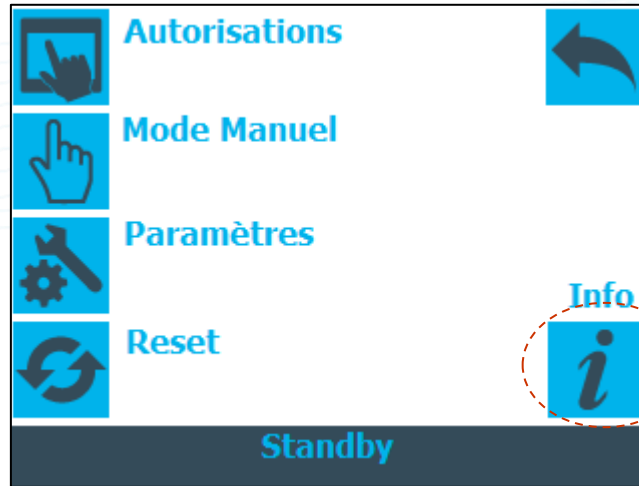 Autorisations
Mode Manuel
Paramètres
Info
Reset
Standby